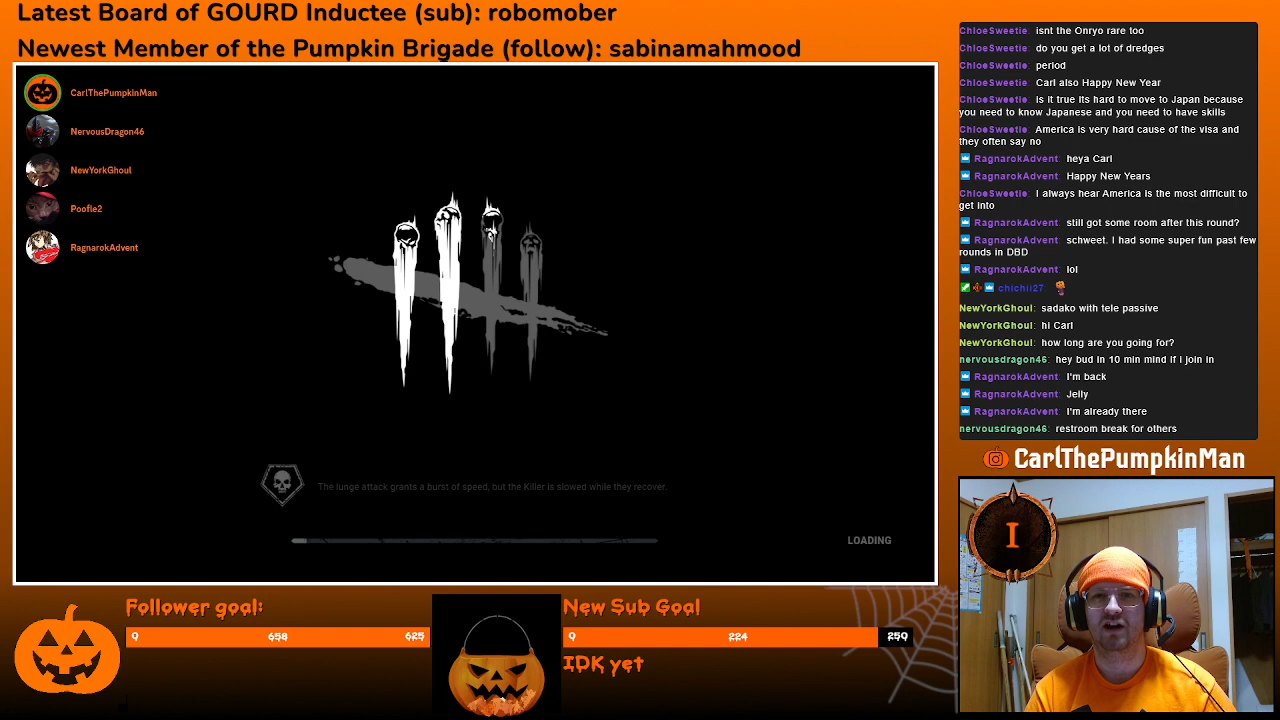 Latest Board of GOURD Inductee (sub): robomober
Newest Member of the Pumpkin Brigade (follow): sabinamahmood
CarlThePumpkinMan
NervousDragon46
NewYorkGhoul
Poofie2
RagnarokAdvent
The lunge attack grants a burst of speed, but the Killer is slowed while they recover.
LOADING
ChloeSweetie: isnt the Onryo rare too
ChloeSweetie: do you get a lot of dredges
ChloeSweetie: period
ChloeSweetie: Carl also Happy New Year
ChloeSweetie: is it true Its hard to move to Japan because
you need to know Japanese and you need to have skills
ChloeSweetie: America is very hard cause of the visa and
they often say no
RagnarokAdvent: heya Carl
RagnarokAdvent: Happy New Years
ChloeSweetie: I always hear America is the most difficult to
get into
RagnarokAdvent: still got some room after this round?
RagnarokAdvent: schweet. I had some super fun past few
rounds in DBD
RagnarokAdvent: lol
chichii27:
NewYorkGhoul: sadako with tele passive
NewYorkGhoul: hi Carl
NewYorkGhoul: how long are you going for?
nervousdragon46: hey bud in 10 min mind if I join in
RagnarokAdvent: I'm back
RagnarokAdvent: Jelly
RagnarokAdvent: I'm already there
nervousdragon46: restroom break for others
CarlThePumpkinMan
I
Follower goal:
0 658 625
New Sub Goal
0 224 250
IDK yet